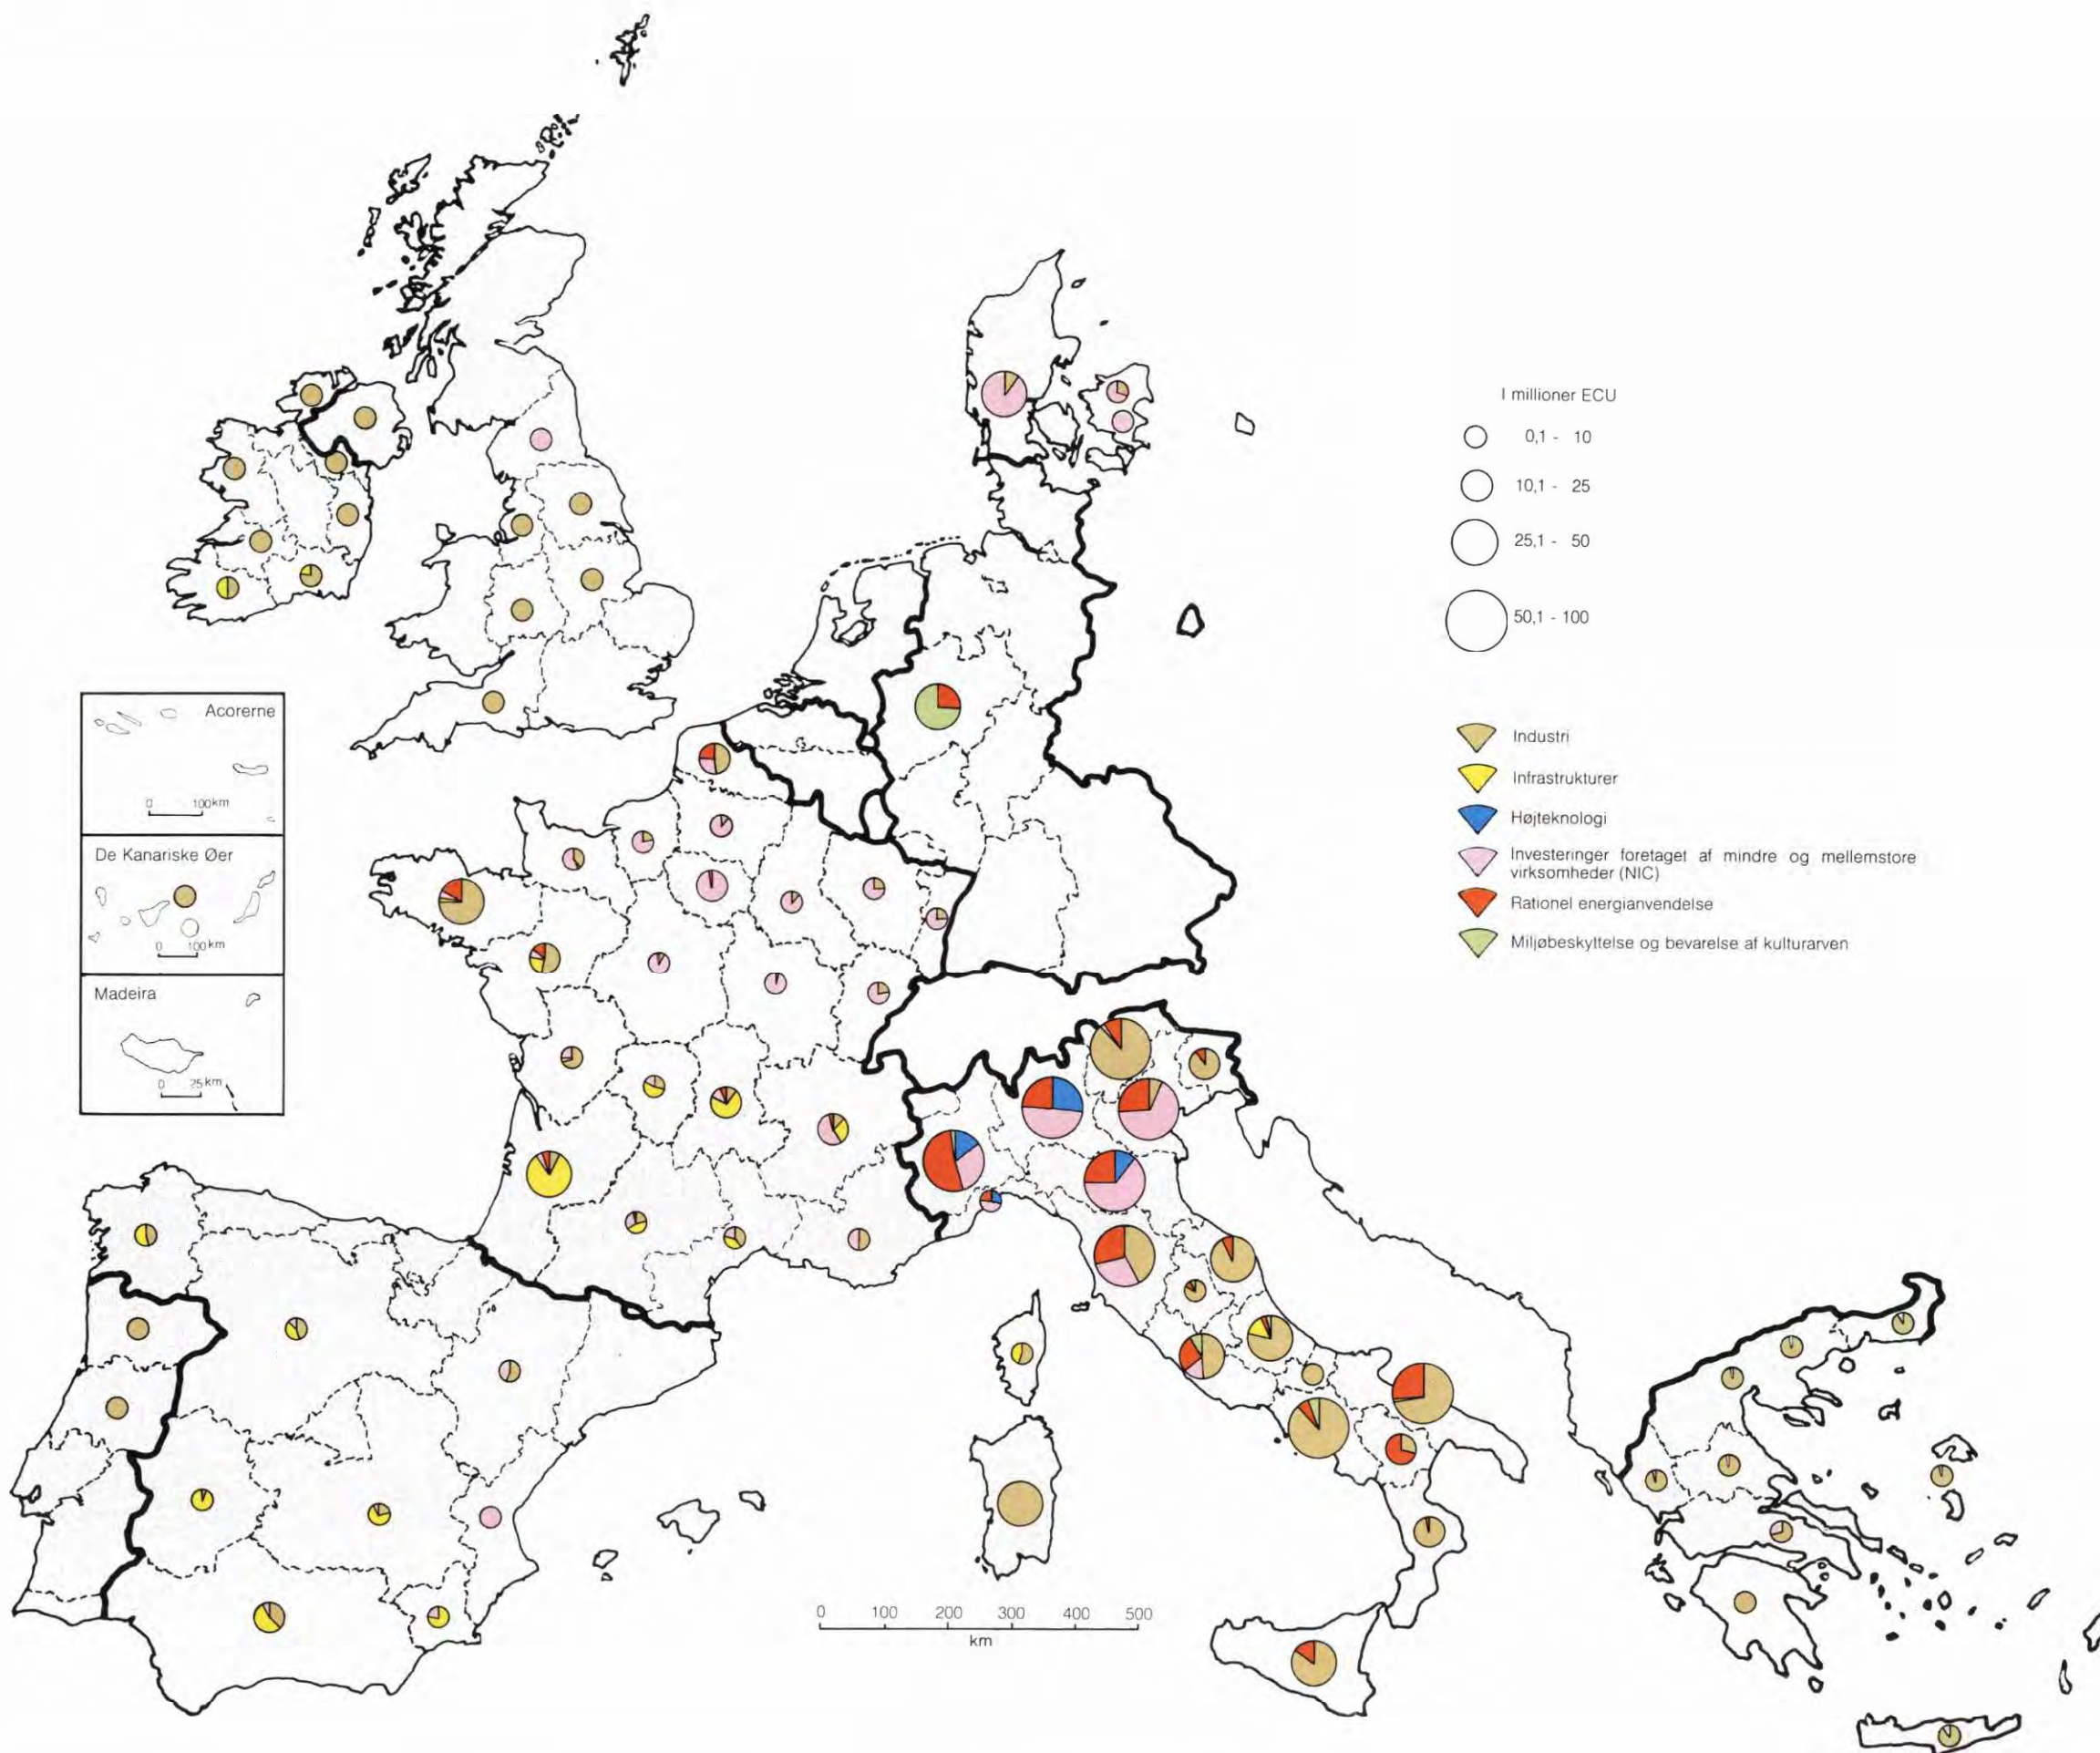 I millioner ECU
0,1 - 10
10,1 - 25
25,1 - 50
50,1 - 100
Industri
Infrastrukturer
Højteknologi
Investeringer foretaget af mindre og mellemstore
virksomheder (NIC)
Rationel energianvendelse
Miljøbeskyttelse og bevarelse af kulturarven
Acorerne
0 100km
De Kanariske Øer
0 100km
Madeira
0 25km
0 100 200 300 400 500
km